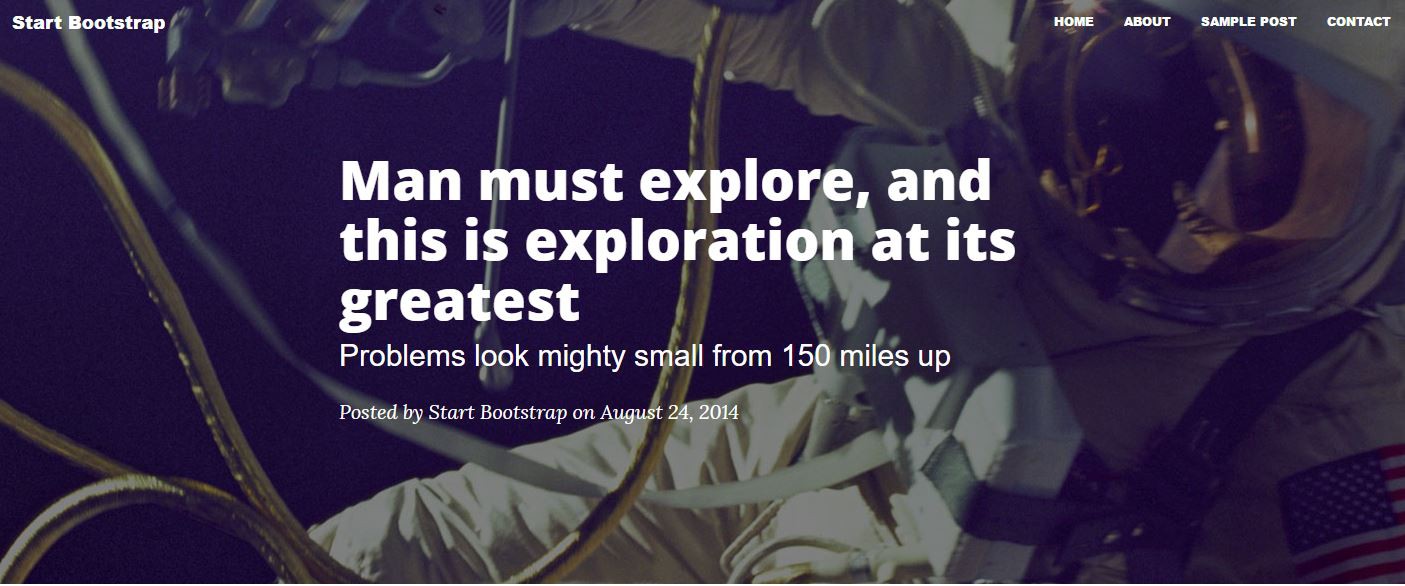 Start Bootstrap
HOME ABOUT SAMPLE POST CONTACT
Man must explore, and
this is exploration at its
greatest
Problems look mighty small from 150 miles up
Posted by Start Bootstrap on August 24, 2014